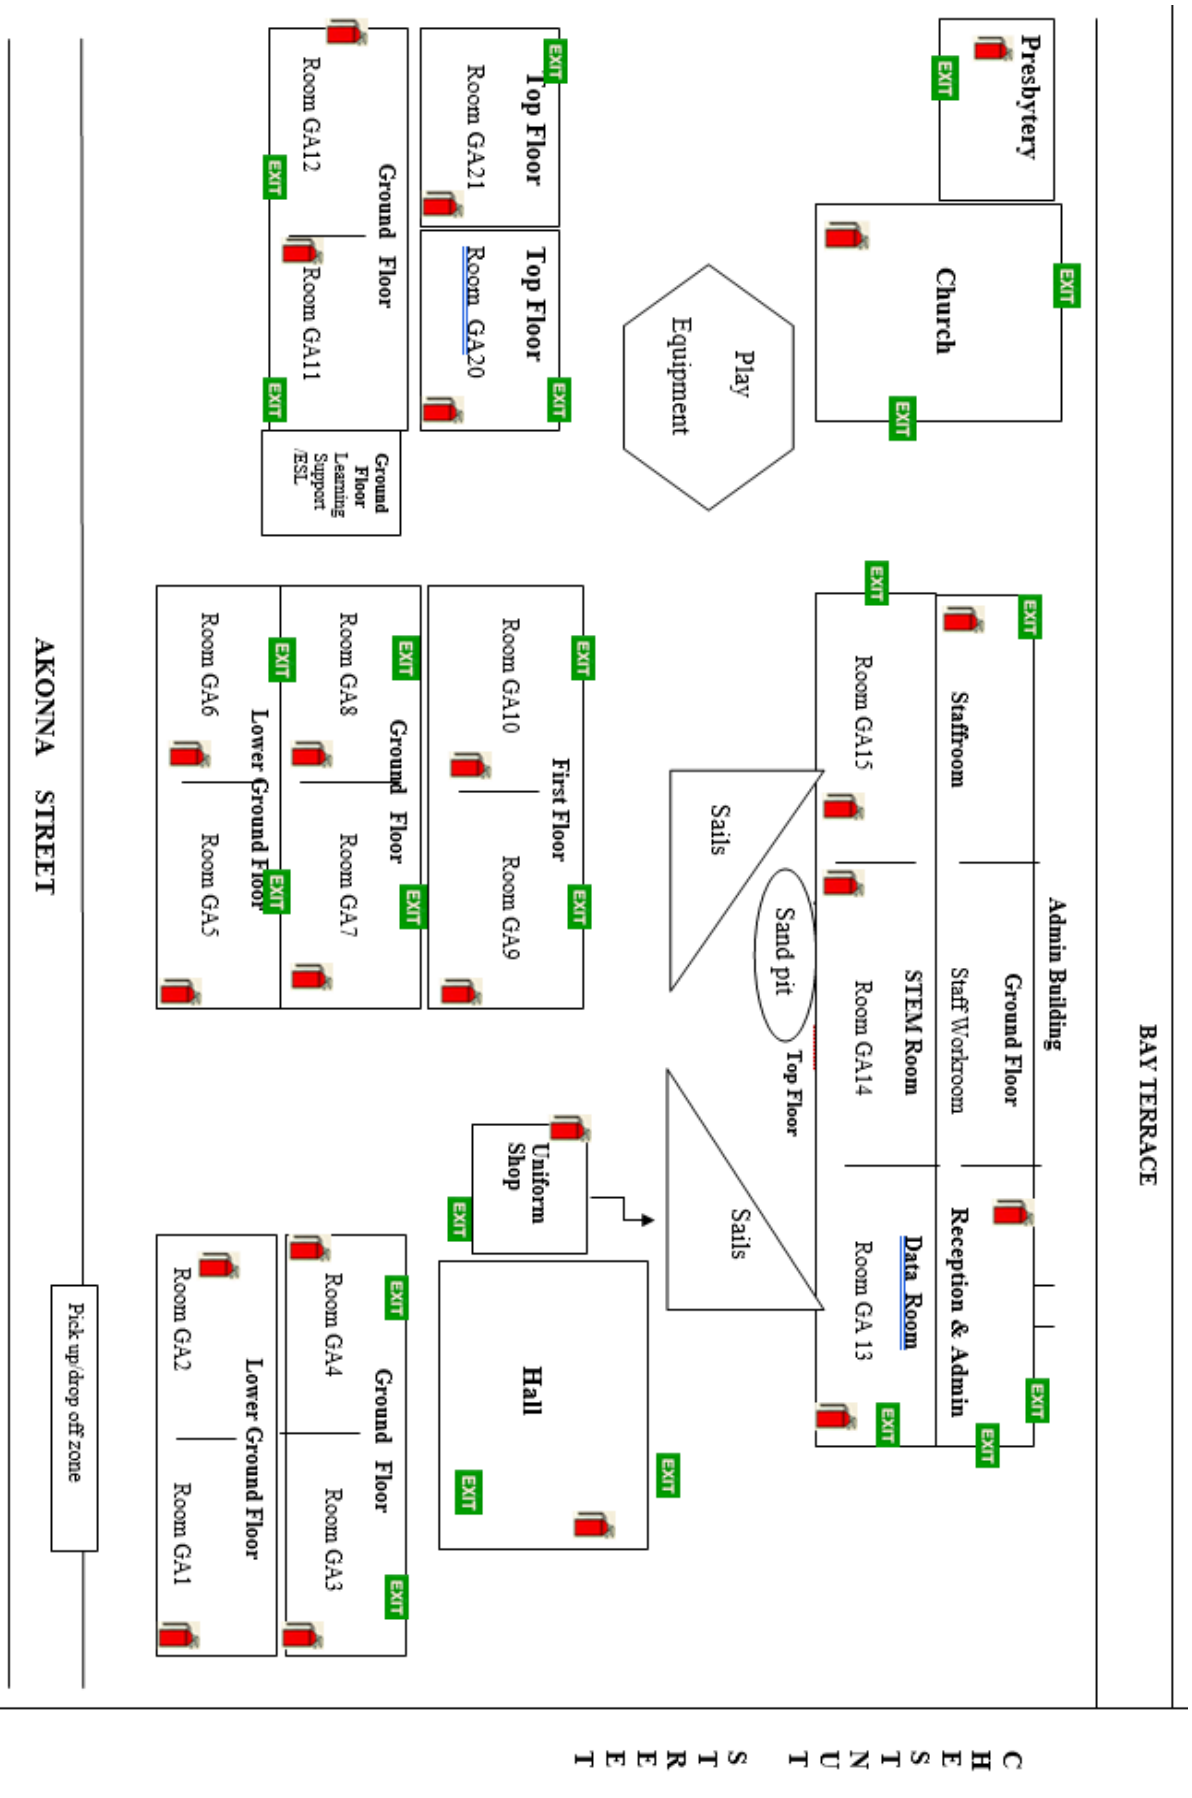 BAY TERRACE
CHESTNUT STREET
Presbytery
EXIT
EXIT
Church
EXIT
Admin Building
EXIT
Ground Floor
EXIT
Staffroom
Staff Workroom
Reception & Admin
EXIT
STEM Room
Data Room
EXIT
Room GA15
Room GA14
Room GA 13
EXIT
Top Floor
Sand pit
Sails
Sails
Play
Equipment
EXIT
Top Floor
Room GA21
Top Floor
Room GA20
EXIT
Ground Floor
Room GA12
Room GA11
EXIT
EXIT
Ground
Floor
Learning
Support
/ESL
EXIT
First Floor
EXIT
Room GA10
Room GA9
EXIT
Ground Floor
EXIT
Room GA8
Room GA7
EXIT
Lower Ground Floor
EXIT
Room GA6
Room GA5
Uniform
Shop
EXIT
EXIT
Hall
EXIT
EXIT
Ground Floor
EXIT
Room GA4
Room GA3
Lower Ground Floor
Room GA2
Room GA1
Pick up/drop off zone
AKONNA STREET